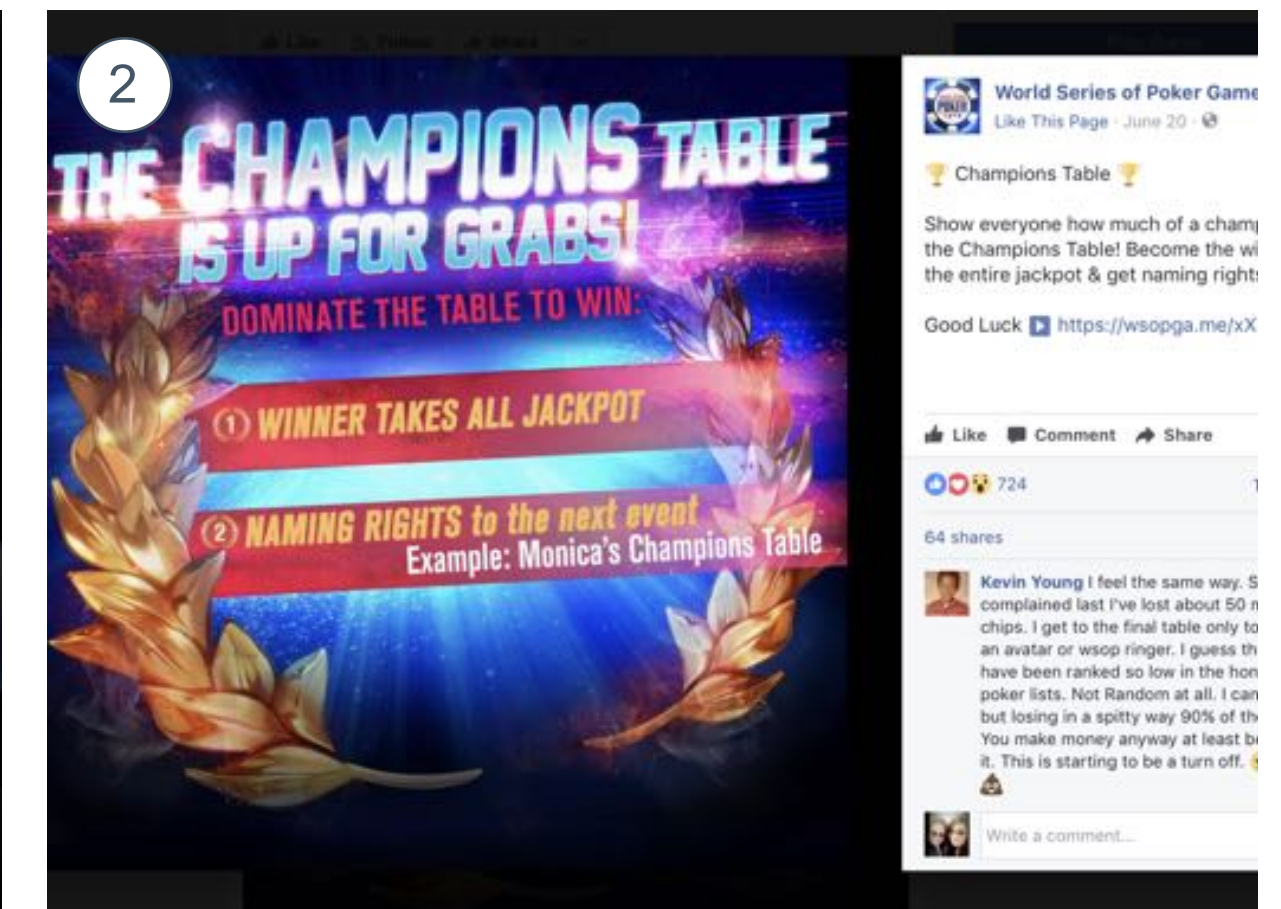 2
THE CHAMPIONS TABLE
IS UP FOR GRABS!
DOMINATE THE TABLE TO WIN:
1 WINNER TAKES ALL JACKPOT
2 NAMING RIGHTS to the next event
Example: Monica's Champions Table
World Series of Poker Game
Like This Page · June 20 ·
🏆 Champions Table 🏆
Show everyone how much of a champ
the Champions Table! Become the wi
the entire jackpot & get naming rights
Good Luck ▶ https://wsopga.me/xX
Like Comment Share
724
64 shares
Kevin Young I feel the same way. S
complained last I've lost about 50 m
chips. I get to the final table only to
an avatar or wsop ringer. I guess th
have been ranked so low in the hon
poker lists. Not Random at all. I can
but losing in a spitty way 90% of the
You make money anyway at least be
it. This is starting to be a turn off.
💩
Write a comment...